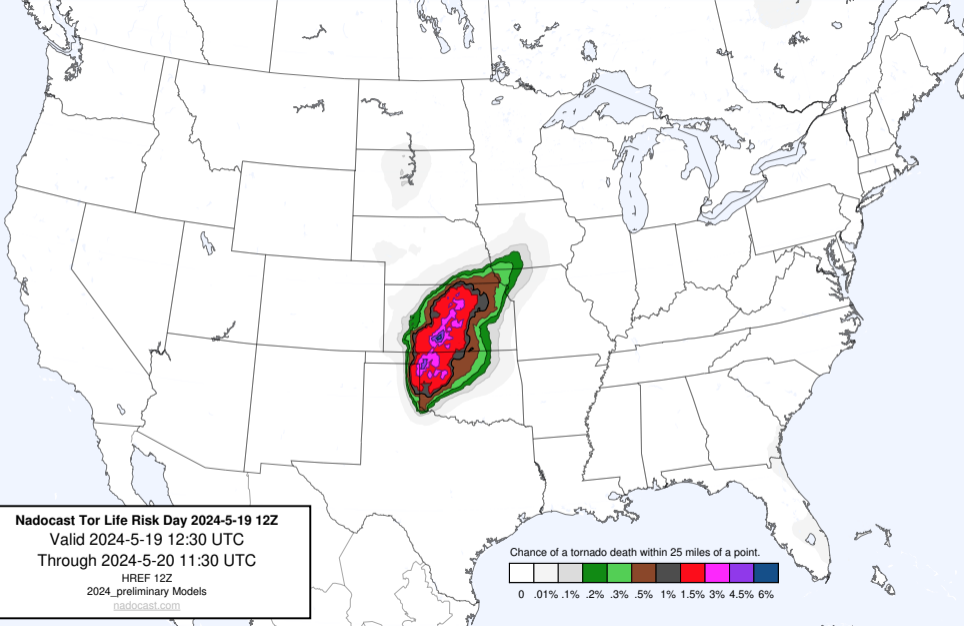 Nadocast Tor Life Risk Day 2024-5-19 12Z
Valid 2024-5-19 12:30 UTC
Through 2024-5-20 11:30 UTC
HREF 12Z
2024_preliminary Models
nadocast.com
Chance of a tornado death within 25 miles of a point.
0 .01% .1% .2% .3% .5% 1% 1.5% 3% 4.5% 6%